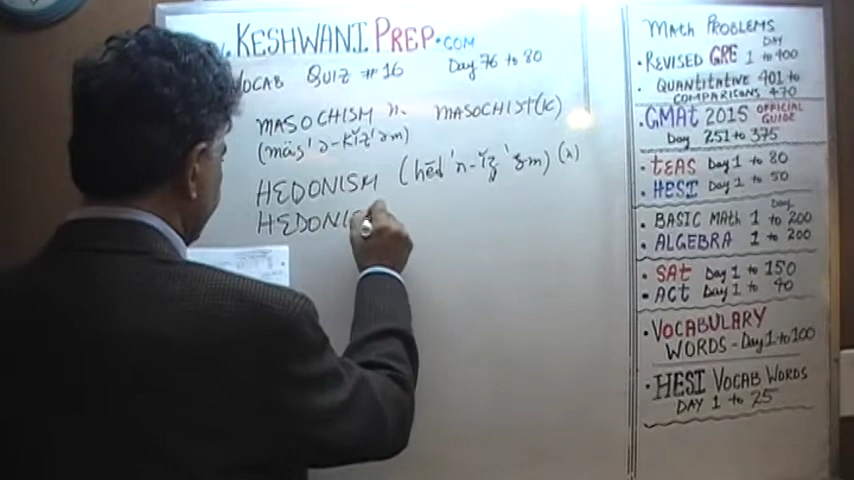 . KESHWANI PREP.COM
VOCAB QUIZ #16 Day 76 to 80
MASOCHISM n. MASOCHIST(IC)
(măs'ə-kĭz'əm)
HEDONISM (hēd'n-ĭz'əm) (n)
HEDONI
MATH PROBLEMS
DAY
• REVISED GRE 1 to 400
• QUANTITATIVE 401 to
COMPARISONS 470
• GMAT 2015 OFFICIAL GUIDE
Day 251 to 375
• TEAS Day 1 to 80
• HESI Day 1 to 50
Day
• BASIC MATH 1 to 200
• ALGEBRA 1 to 200
• SAT Day 1 to 150
• ACT Day 1 to 40
• VOCABULARY
WORDS - Day 1 to 100
• HESI VOCAB WORDS
DAY 1 to 25